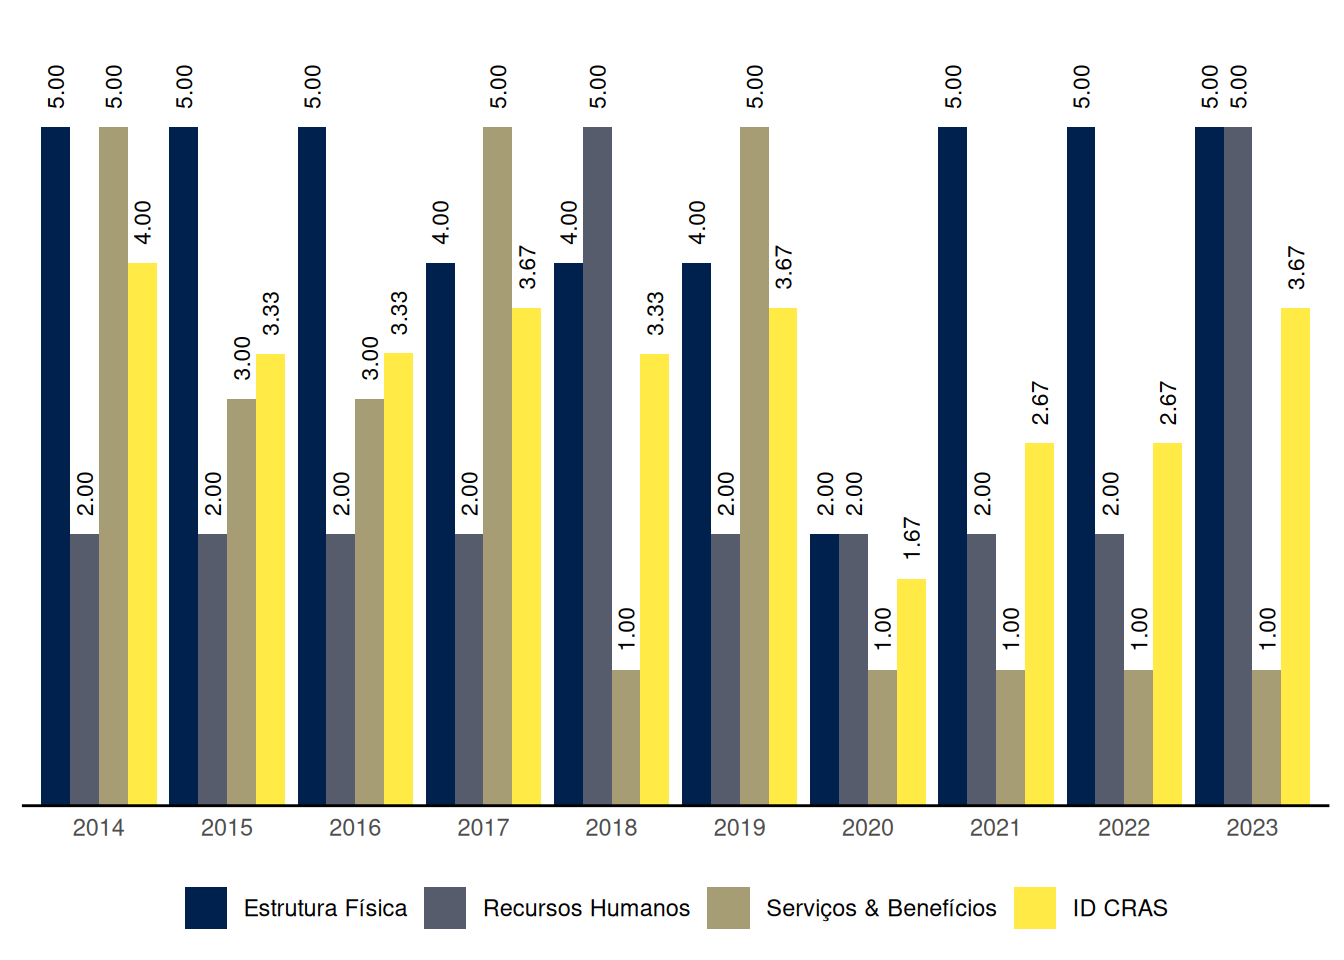 5.00 2.00 5.00 4.00
5.00 2.00 3.00 3.33
5.00 2.00 3.00 3.33
4.00 2.00 5.00 3.67
4.00 5.00 1.00 3.33
4.00 2.00 5.00 3.67
2.00 2.00 1.00 1.67
5.00 2.00 1.00 2.67
5.00 2.00 1.00 2.67
5.00 5.00 1.00 3.67
2014 2015 2016 2017 2018 2019 2020 2021 2022 2023
Estrutura Física Recursos Humanos Serviços & Benefícios ID CRAS